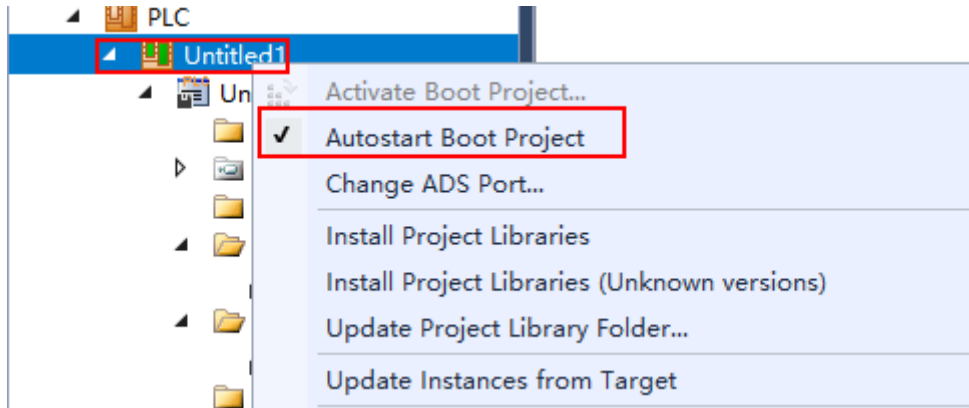 PLC
Untitled1
Un
Activate Boot Project...
Autostart Boot Project
Change ADS Port...
Install Project Libraries
Install Project Libraries (Unknown versions)
Update Project Library Folder...
Update Instances from Target